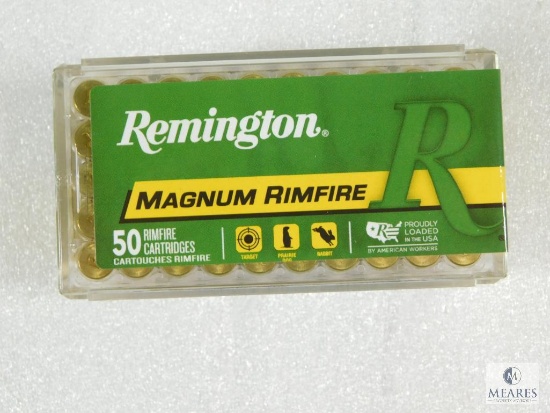 Remington®
R
MAGNUM RIMFIRE
50 RIMFIRE
CARTRIDGES
CARTOUCHES RIMFIRE
TARGET
PRAIRIE
DOG
RABBIT
R
PROUDLY
LOADED
IN THE USA
BY AMERICAN WORKERS
M
MEARES